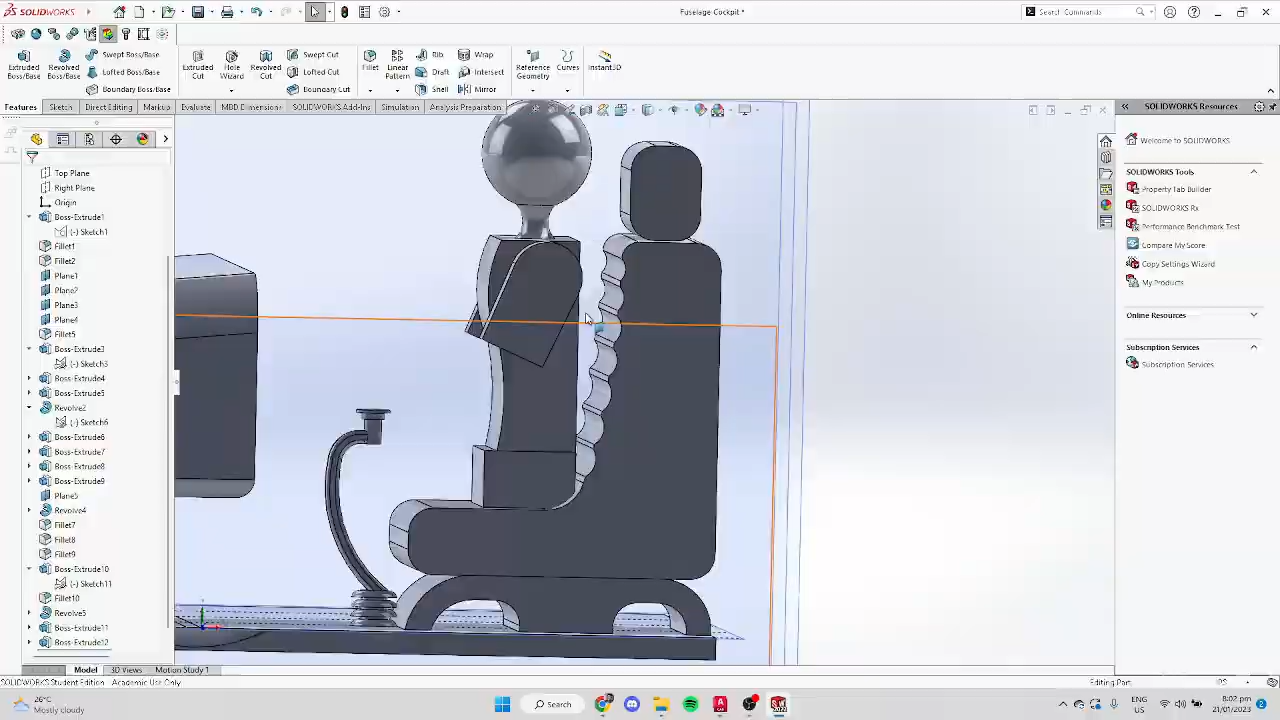 SOLIDWORKS
Fuselage Cockpit *
Search Commands
Extruded Boss/Base
Revolved Boss/Base
Swept Boss/Base
Lofted Boss/Base
Boundary Boss/Base
Extruded Cut
Hole Wizard
Revolved Cut
Swept Cut
Lofted Cut
Boundary Cut
Fillet
Linear Pattern
Rib
Draft
Shell
Wrap
Intersect
Mirror
Reference Geometry
Curves
Instant3D
Features
Sketch
Direct Editing
Markup
Evaluate
MBD Dimensions
SOLIDWORKS Add-Ins
Simulation
Analysis Preparation
Top Plane
Right Plane
Origin
Boss-Extrude1
(-) Sketch1
Fillet1
Fillet2
Plane1
Plane2
Plane3
Plane4
Fillet5
Boss-Extrude3
(-) Sketch3
Boss-Extrude4
Boss-Extrude5
Revolve2
(-) Sketch6
Boss-Extrude6
Boss-Extrude7
Boss-Extrude8
Boss-Extrude9
Plane5
Revolve4
Fillet7
Fillet8
Fillet9
Boss-Extrude10
(-) Sketch11
Fillet10
Revolve5
Boss-Extrude11
Boss-Extrude12
SOLIDWORKS Resources
Welcome to SOLIDWORKS
SOLIDWORKS Tools
Property Tab Builder
SOLIDWORKS Rx
Performance Benchmark Test
Compare My Score
Copy Settings Wizard
My Products
Online Resources
Subscription Services
Subscription Services
Model
3D Views
Motion Study 1
SOLIDWORKS Student Edition - Academic Use Only
Editing Part
IPS
26°C
Mostly cloudy
Search
ENG
US
8:02 pm